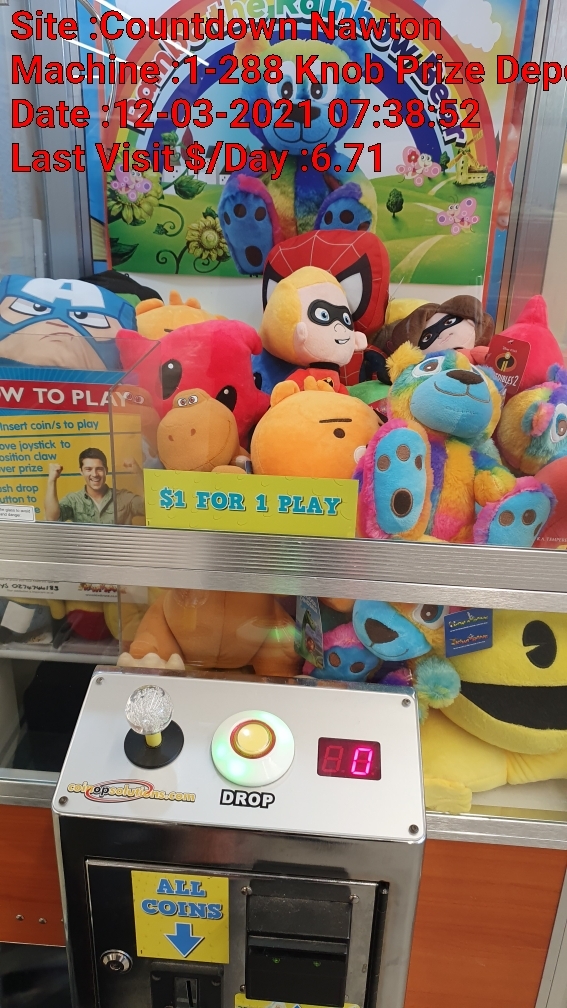 Site :Countdown Nawton
Machine :1-288 Knob Prize Depo
Date :12-03-2021 07:38:52
Last Visit $/Day :6.71
the Rainbow
INCREDIBLES 2
OW TO PLAY
Insert coin/s to play
ove joystick to
osition claw
ver prize
ush drop
utton to
$1 FOR 1 PLAY
0
coinopsolutions.com
DROP
ALL
COINS